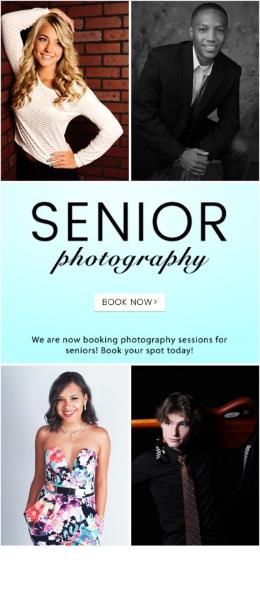 SENIOR
photography
BOOK NOW>
We are now booking photography sessions for
seniors! Book your spot today!